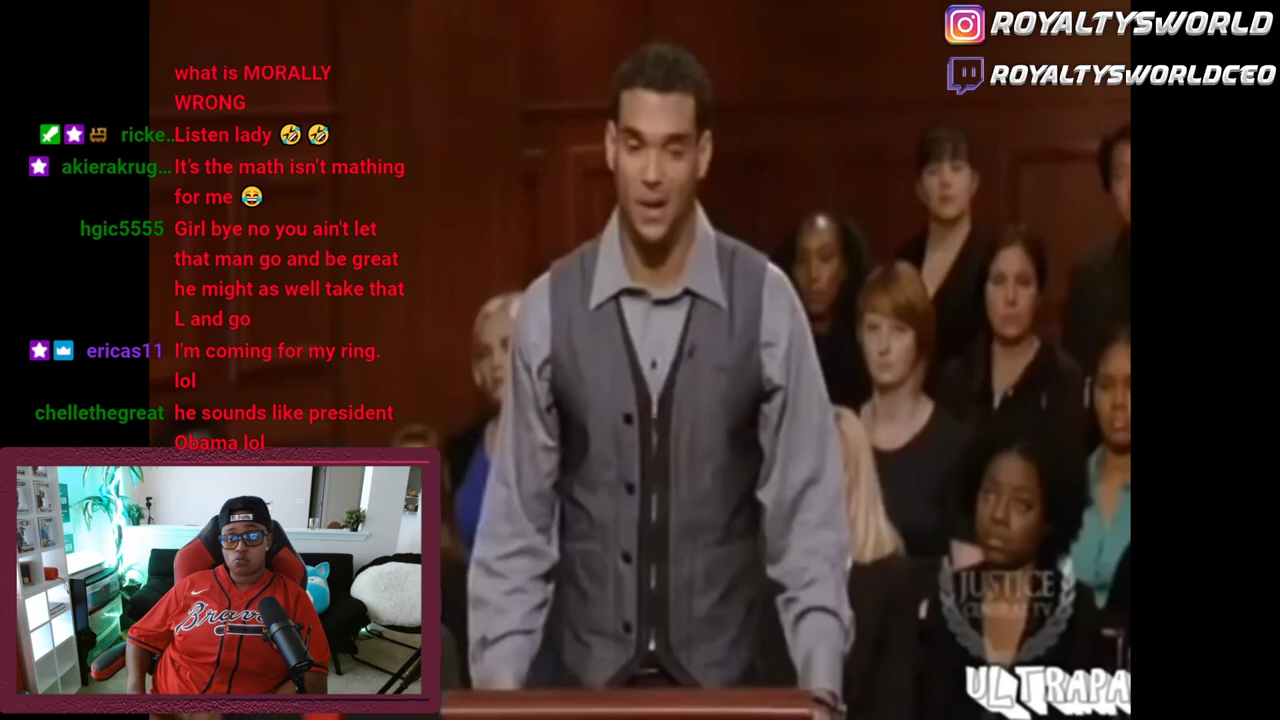 ROYALTYSWORLD
ROYALTYSWORLDCEO
what is MORALLY
WRONG
ricke.. Listen lady 🤣 🤣
akierakrug... It's the math isn't mathing
for me 😂
hgic5555 Girl bye no you ain't let
that man go and be great
he might as well take that
L and go
ericas11 I'm coming for my ring.
lol
chellethegreat he sounds like president
Obama lol
Braves
JUSTICE
CENTRAL TV
ULTRAPA